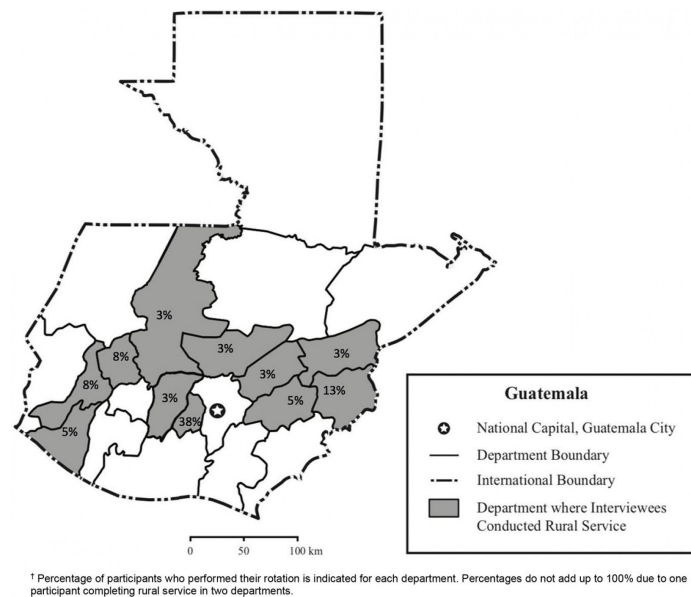 3%
3%
3%
8%
3%
8%
13%
3%
5%
38%
5%
Guatemala
National Capital, Guatemala City
Department Boundary
International Boundary
Department where Interviewees
Conducted Rural Service
0 50 100 km
† Percentage of participants who performed their rotation is indicated for each department. Percentages do not add up to 100% due to one
participant completing rural service in two departments.